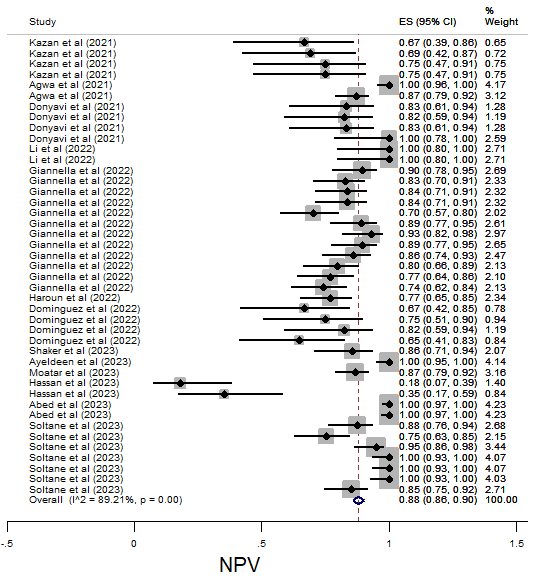 %
Study ES (95% CI) Weight
Kazan et al (2021) 0.67 (0.39, 0.86) 0.65
Kazan et al (2021) 0.69 (0.42, 0.87) 0.72
Kazan et al (2021) 0.75 (0.47, 0.91) 0.75
Kazan et al (2021) 0.75 (0.47, 0.91) 0.75
Agwa et al (2021) 1.00 (0.96, 1.00) 4.17
Agwa et al (2021) 0.87 (0.79, 0.92) 3.12
Donyavi et al (2021) 0.83 (0.61, 0.94) 1.28
Donyavi et al (2021) 0.82 (0.59, 0.94) 1.19
Donyavi et al (2021) 0.83 (0.61, 0.94) 1.28
Donyavi et al (2021) 1.00 (0.78, 1.00) 2.59
Li et al (2022) 1.00 (0.80, 1.00) 2.71
Li et al (2022) 1.00 (0.80, 1.00) 2.71
Giannella et al (2022) 0.90 (0.78, 0.95) 2.69
Giannella et al (2022) 0.83 (0.70, 0.91) 2.33
Giannella et al (2022) 0.84 (0.71, 0.91) 2.32
Giannella et al (2022) 0.84 (0.71, 0.91) 2.32
Giannella et al (2022) 0.70 (0.57, 0.80) 2.02
Giannella et al (2022) 0.89 (0.77, 0.95) 2.61
Giannella et al (2022) 0.93 (0.82, 0.98) 2.97
Giannella et al (2022) 0.89 (0.77, 0.95) 2.65
Giannella et al (2022) 0.86 (0.74, 0.93) 2.47
Giannella et al (2022) 0.80 (0.66, 0.89) 2.13
Giannella et al (2022) 0.77 (0.64, 0.86) 2.10
Giannella et al (2022) 0.74 (0.62, 0.84) 2.13
Haroun et al (2022) 0.77 (0.65, 0.85) 2.34
Dominguez et al (2022) 0.67 (0.42, 0.85) 0.78
Dominguez et al (2022) 0.75 (0.51, 0.90) 0.94
Dominguez et al (2022) 0.82 (0.59, 0.94) 1.19
Dominguez et al (2022) 0.65 (0.41, 0.83) 0.84
Shaker et al (2023) 0.86 (0.71, 0.94) 2.07
Ayeldeen et al (2023) 1.00 (0.95, 1.00) 4.14
Moatar et al (2023) 0.87 (0.79, 0.92) 3.16
Hassan et al (2023) 0.18 (0.07, 0.39) 1.40
Hassan et al (2023) 0.35 (0.17, 0.59) 0.84
Abed et al (2023) 1.00 (0.97, 1.00) 4.23
Abed et al (2023) 1.00 (0.97, 1.00) 4.23
Soltane et al (2023) 0.88 (0.76, 0.94) 2.68
Soltane et al (2023) 0.75 (0.63, 0.85) 2.15
Soltane et al (2023) 0.95 (0.86, 0.98) 3.44
Soltane et al (2023) 1.00 (0.93, 1.00) 4.07
Soltane et al (2023) 1.00 (0.93, 1.00) 4.07
Soltane et al (2023) 1.00 (0.93, 1.00) 4.03
Soltane et al (2023) 0.85 (0.75, 0.92) 2.71
Overall (I^2 = 89.21%, p = 0.00) 0.88 (0.86, 0.90) 100.00
-.5 0 .5 1 1.5
NPV